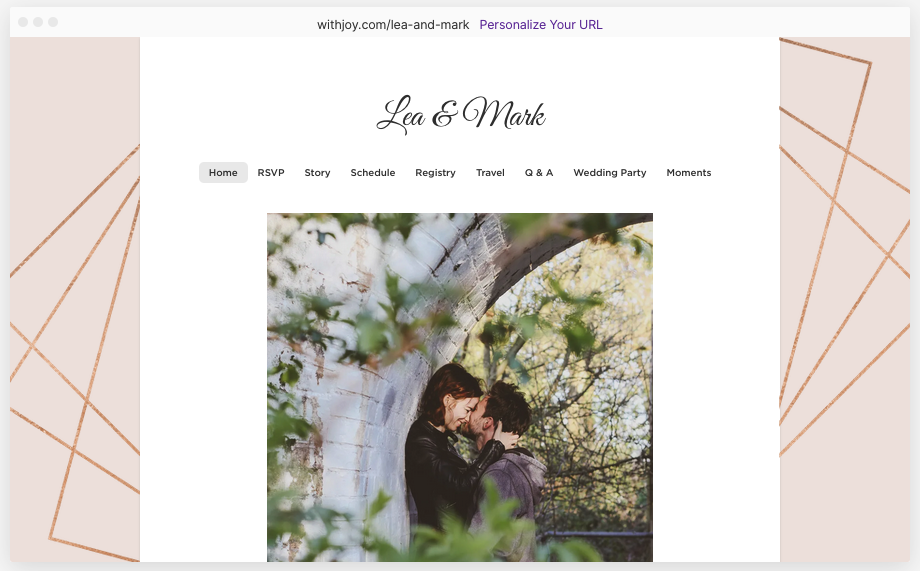 withjoy.com/lea-and-mark Personalize Your URL
Lea & Mark
Home RSVP Story Schedule Registry Travel Q & A Wedding Party Moments